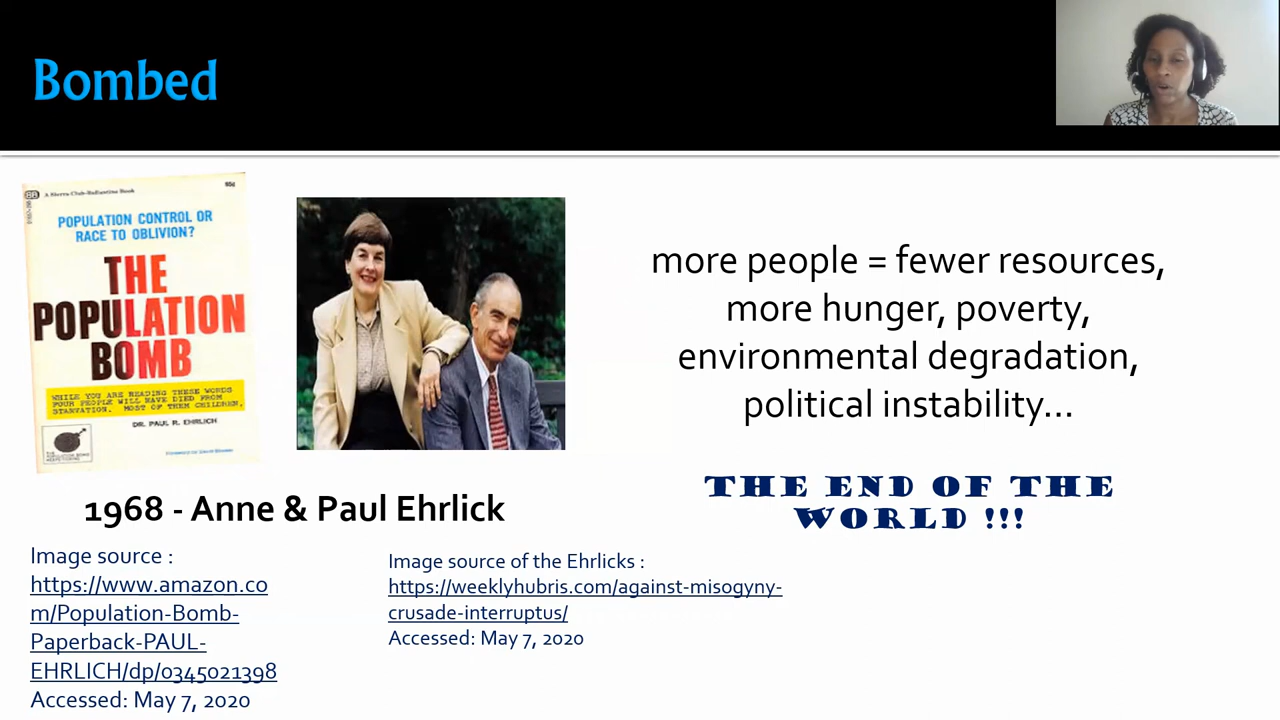 Bombed
A Sierra Club-Ballantine Book
95¢
POPULATION CONTROL OR
RACE TO OBLIVION?
THE
POPULATION
BOMB
WHILE YOU ARE READING THESE WORDS
FOUR PEOPLE WILL HAVE DIED FROM
STARVATION. MOST OF THEM CHILDREN.
DR. PAUL R. EHRLICH
more people = fewer resources,
more hunger, poverty,
environmental degradation,
political instability...
THE END OF THE
WORLD !!!
1968 - Anne & Paul Ehrlick
Image source :
https://www.amazon.co
m/Population-Bomb-
Paperback-PAUL-
EHRLICH/dp/0345021398
Accessed: May 7, 2020
Image source of the Ehrlicks :
https://weeklyhubris.com/against-misogyny-
crusade-interruptus/
Accessed: May 7, 2020